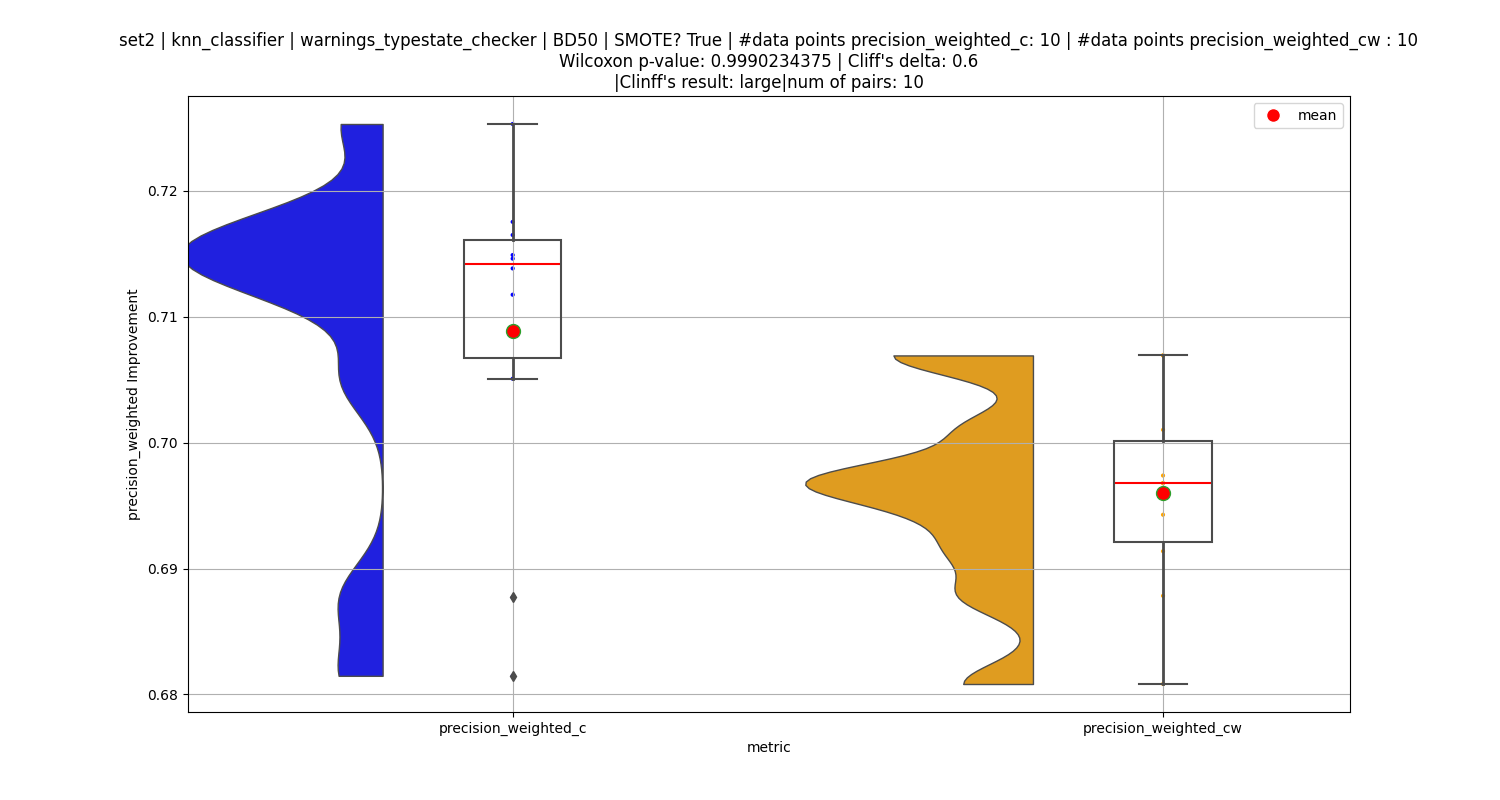 set2 | knn_classifier | warnings_typestate_checker | BD50 | SMOTE? True | #data points precision_weighted_c: 10 | #data points precision_weighted_cw : 10
Wilcoxon p-value: 0.9990234375 | Cliff's delta: 0.6
|Clinff's result: large|num of pairs: 10
mean
0.72
0.71
0.70
0.69
0.68
precision_weighted Improvement
precision_weighted_c
precision_weighted_cw
metric